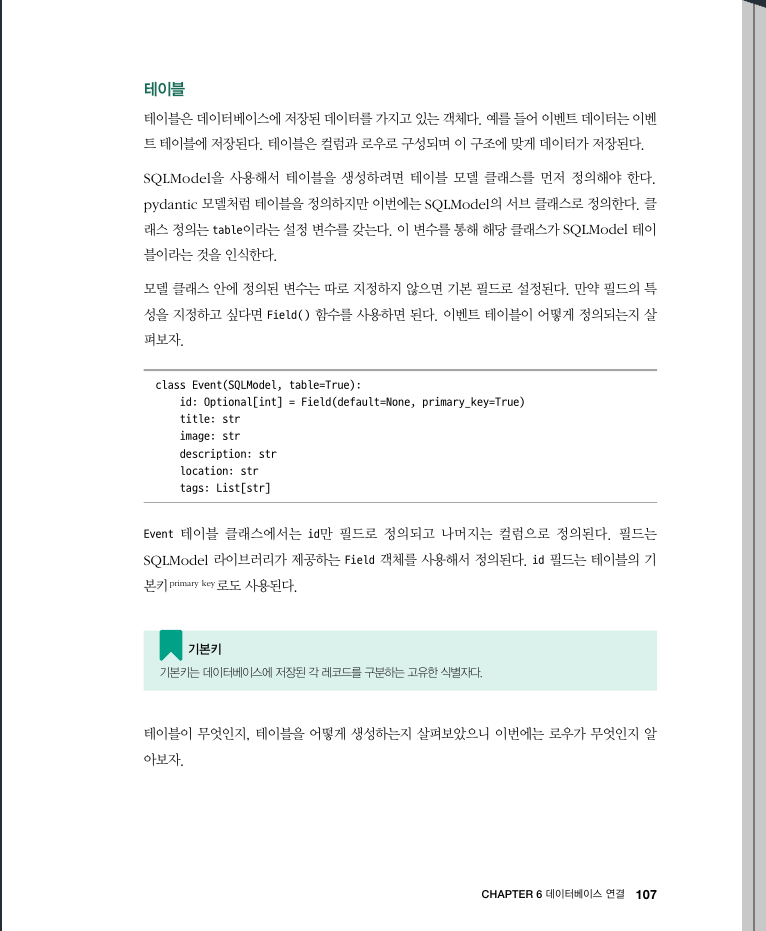 테이블
테이블은 데이터베이스에 저장된 데이터를 가지고 있는 객체다. 예를 들어 이벤트 데이터는 이벤
트 테이블에 저장된다. 테이블은 컬럼과 로우로 구성되며 이 구조에 맞게 데이터가 저장된다.
SQLModel을 사용해서 테이블을 생성하려면 테이블 모델 클래스를 먼저 정의해야 한다.
pydantic 모델처럼 테이블을 정의하지만 이번에는 SQLModel의 서브 클래스로 정의한다. 클
래스 정의는 table이라는 설정 변수를 갖는다. 이 변수를 통해 해당 클래스가 SQLModel 테이
블이라는 것을 인식한다.
모델 클래스 안에 정의된 변수는 따로 지정하지 않으면 기본 필드로 설정된다. 만약 필드의 특
성을 지정하고 싶다면 Field() 함수를 사용하면 된다. 이벤트 테이블이 어떻게 정의되는지 살
펴보자.
class Event(SQLModel, table=True):
    id: Optional[int] = Field(default=None, primary_key=True)
    title: str
    image: str
    description: str
    location: str
    tags: List[str]
Event 테이블 클래스에서는 id만 필드로 정의되고 나머지는 컬럼으로 정의된다. 필드는
SQLModel 라이브러리가 제공하는 Field 객체를 사용해서 정의된다. id 필드는 테이블의 기
본키primary key로도 사용된다.
기본키
기본키는 데이터베이스에 저장된 각 레코드를 구분하는 고유한 식별자다.
테이블이 무엇인지, 테이블을 어떻게 생성하는지 살펴보았으니 이번에는 로우가 무엇인지 알
아보자.
CHAPTER 6 데이터베이스 연결 107